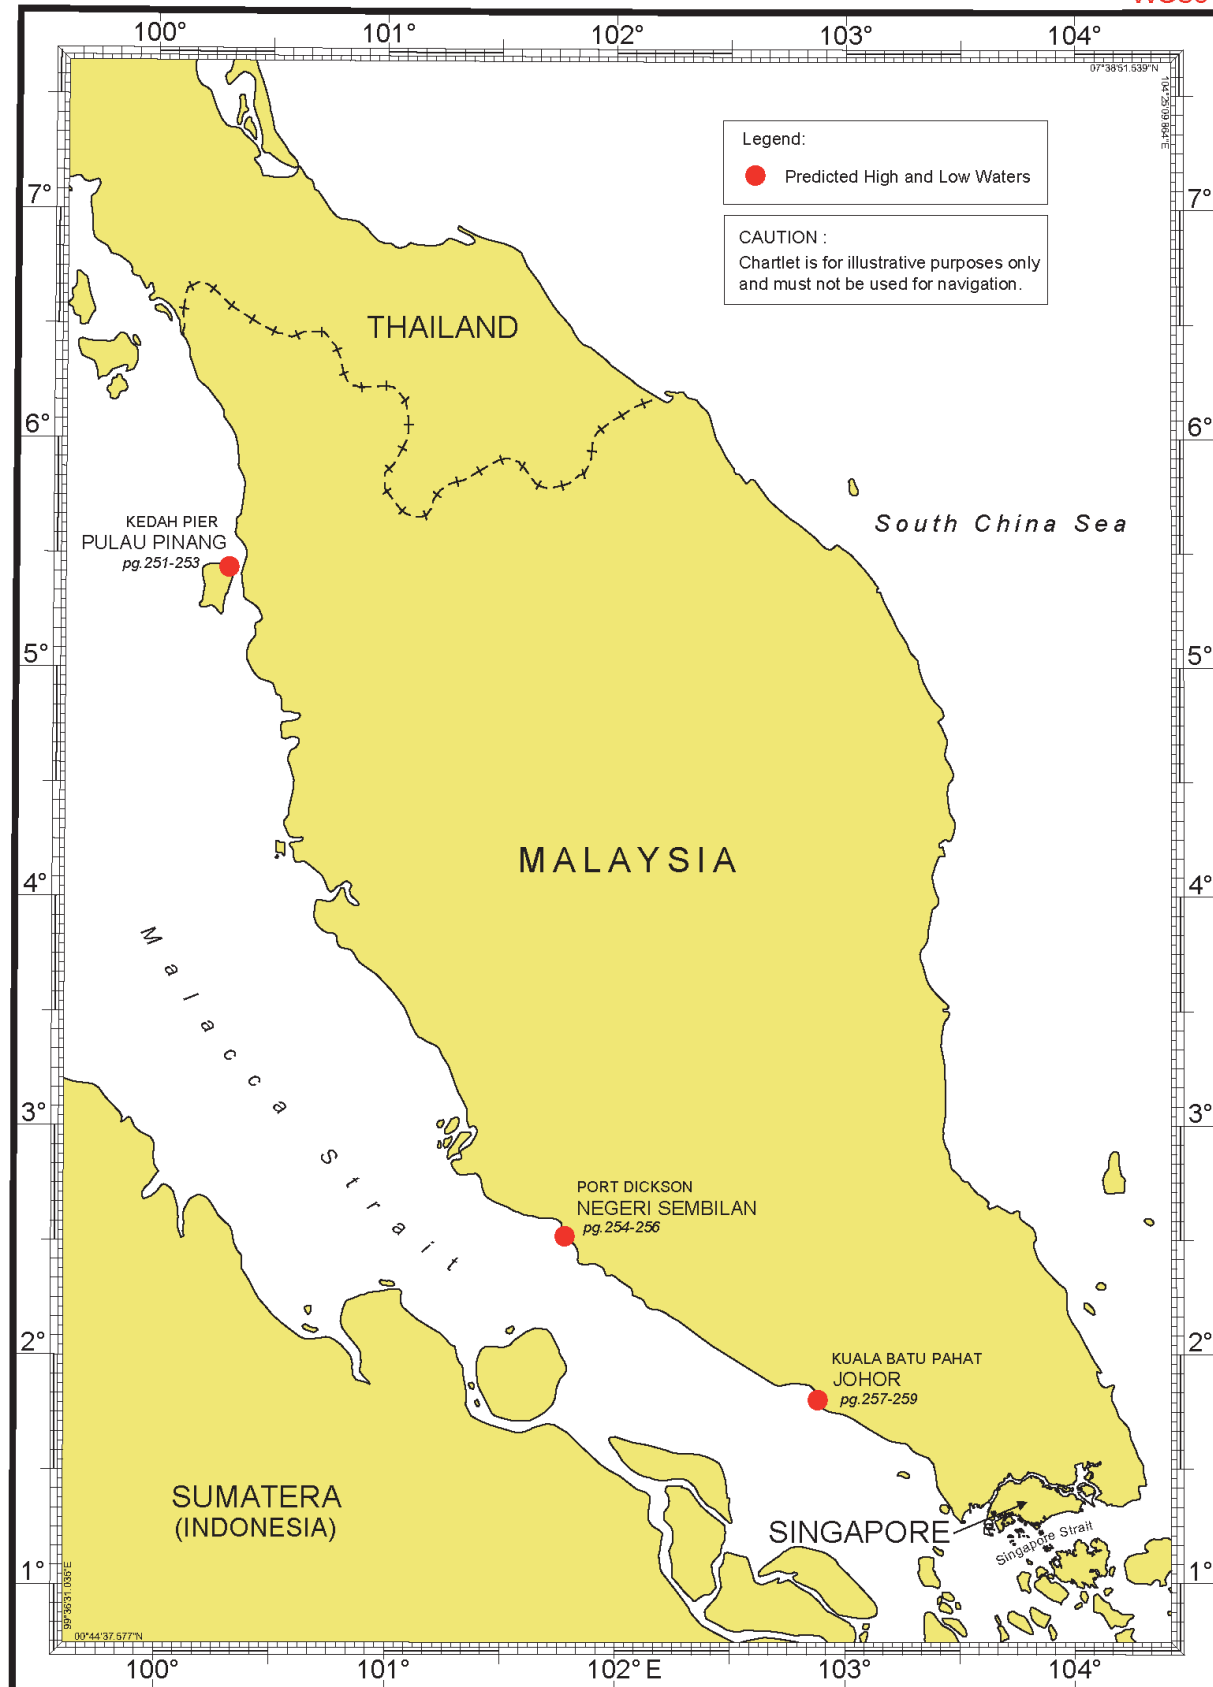 100° 101° 102° 103° 104°
07°38'51.539"N
104°25'09.864"E
Legend:
Predicted High and Low Waters
CAUTION :
Chartlet is for illustrative purposes only
and must not be used for navigation.
7° 7°
THAILAND
6° 6°
South China Sea
KEDAH PIER
PULAU PINANG
pg.251-253
5° 5°
MALAYSIA
4° 4°
Malacca Strait
3° 3°
PORT DICKSON
NEGERI SEMBILAN
pg.254-256
2° 2°
KUALA BATU PAHAT
JOHOR
pg.257-259
SUMATERA
(INDONESIA)
SINGAPORE
Singapore Strait
1° 1°
99°36'31.035"E
00°44'37.577"N
100° 101° 102° E 103° 104°